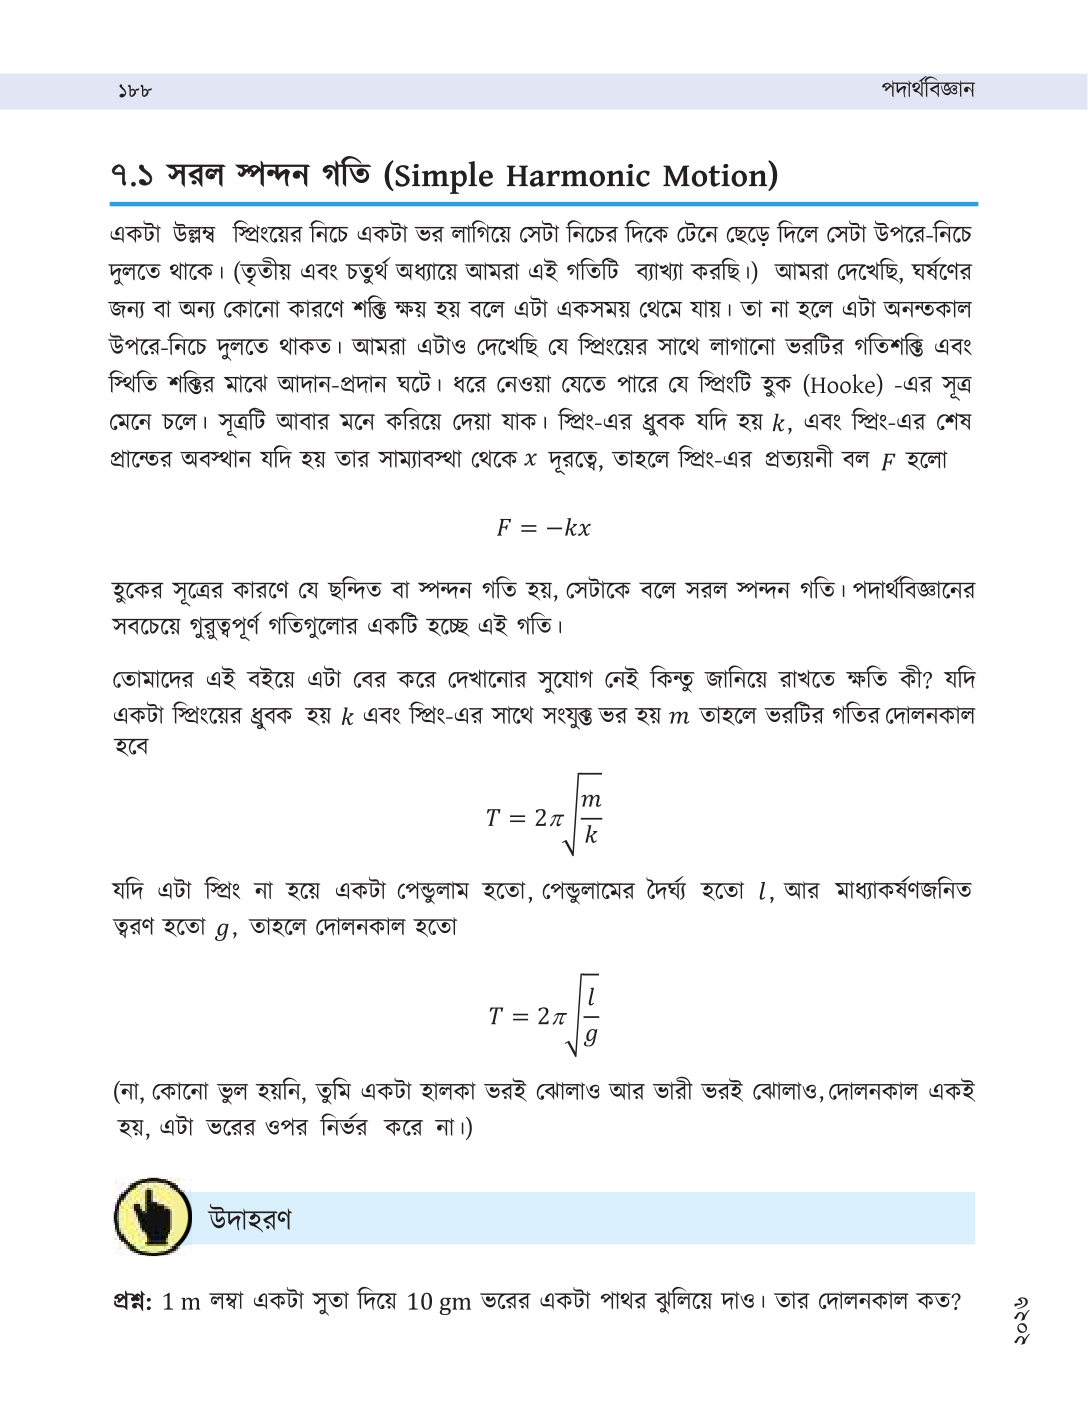 ১৮৮ পদার্থবিজ্ঞান
৭.১ সরল স্পন্দন গতি (Simple Harmonic Motion)
একটা উল্লম্ব স্প্রিংয়ের নিচে একটা ভর লাগিয়ে সেটা নিচের দিকে টেনে ছেড়ে দিলে সেটা উপরে-নিচে
দুলতে থাকে। (তৃতীয় এবং চতুর্থ অধ্যায়ে আমরা এই গতিটি ব্যাখ্যা করছি।) আমরা দেখেছি, ঘর্ষণের
জন্য বা অন্য কোনো কারণে শক্তি ক্ষয় হয় বলে এটা একসময় থেমে যায়। তা না হলে এটা অনন্তকাল
উপরে-নিচে দুলতে থাকত। আমরা এটাও দেখেছি যে স্প্রিংয়ের সাথে লাগানো ভরটির গতিশক্তি এবং
স্থিতি শক্তির মাঝে আদান-প্রদান ঘটে। ধরে নেওয়া যেতে পারে যে স্প্রিংটি হুক (Hooke) -এর সূত্র
মেনে চলে। সূত্রটি আবার মনে করিয়ে দেয়া যাক। স্প্রিং-এর ধ্রুবক যদি হয় k, এবং স্প্রিং-এর শেষ
প্রান্তের অবস্থান যদি হয় তার সাম্যাবস্থা থেকে x দূরত্বে, তাহলে স্প্রিং-এর প্রত্যয়নী বল F হলো
F = −kx
হুকের সূত্রের কারণে যে ছন্দিত বা স্পন্দন গতি হয়, সেটাকে বলে সরল স্পন্দন গতি। পদার্থবিজ্ঞানের
সবচেয়ে গুরুত্বপূর্ণ গতিগুলোর একটি হচ্ছে এই গতি।
তোমাদের এই বইয়ে এটা বের করে দেখানোর সুযোগ নেই কিন্তু জানিয়ে রাখতে ক্ষতি কী? যদি
একটা স্প্রিংয়ের ধ্রুবক হয় k এবং স্প্রিং-এর সাথে সংযুক্ত ভর হয় m তাহলে ভরটির গতির দোলনকাল
হবে
T = 2π√(m/k)
যদি এটা স্প্রিং না হয়ে একটা পেন্ডুলাম হতো, পেন্ডুলামের দৈর্ঘ্য হতো l, আর মাধ্যাকর্ষণজনিত
ত্বরণ হতো g, তাহলে দোলনকাল হতো
T = 2π√(l/g)
(না, কোনো ভুল হয়নি, তুমি একটা হালকা ভরই ঝোলাও আর ভারী ভরই ঝোলাও, দোলনকাল একই
হয়, এটা ভরের ওপর নির্ভর করে না।)
উদাহরণ
প্রশ্ন: 1 m লম্বা একটা সুতা দিয়ে 10 gm ভরের একটা পাথর ঝুলিয়ে দাও। তার দোলনকাল কত?
২০২৬